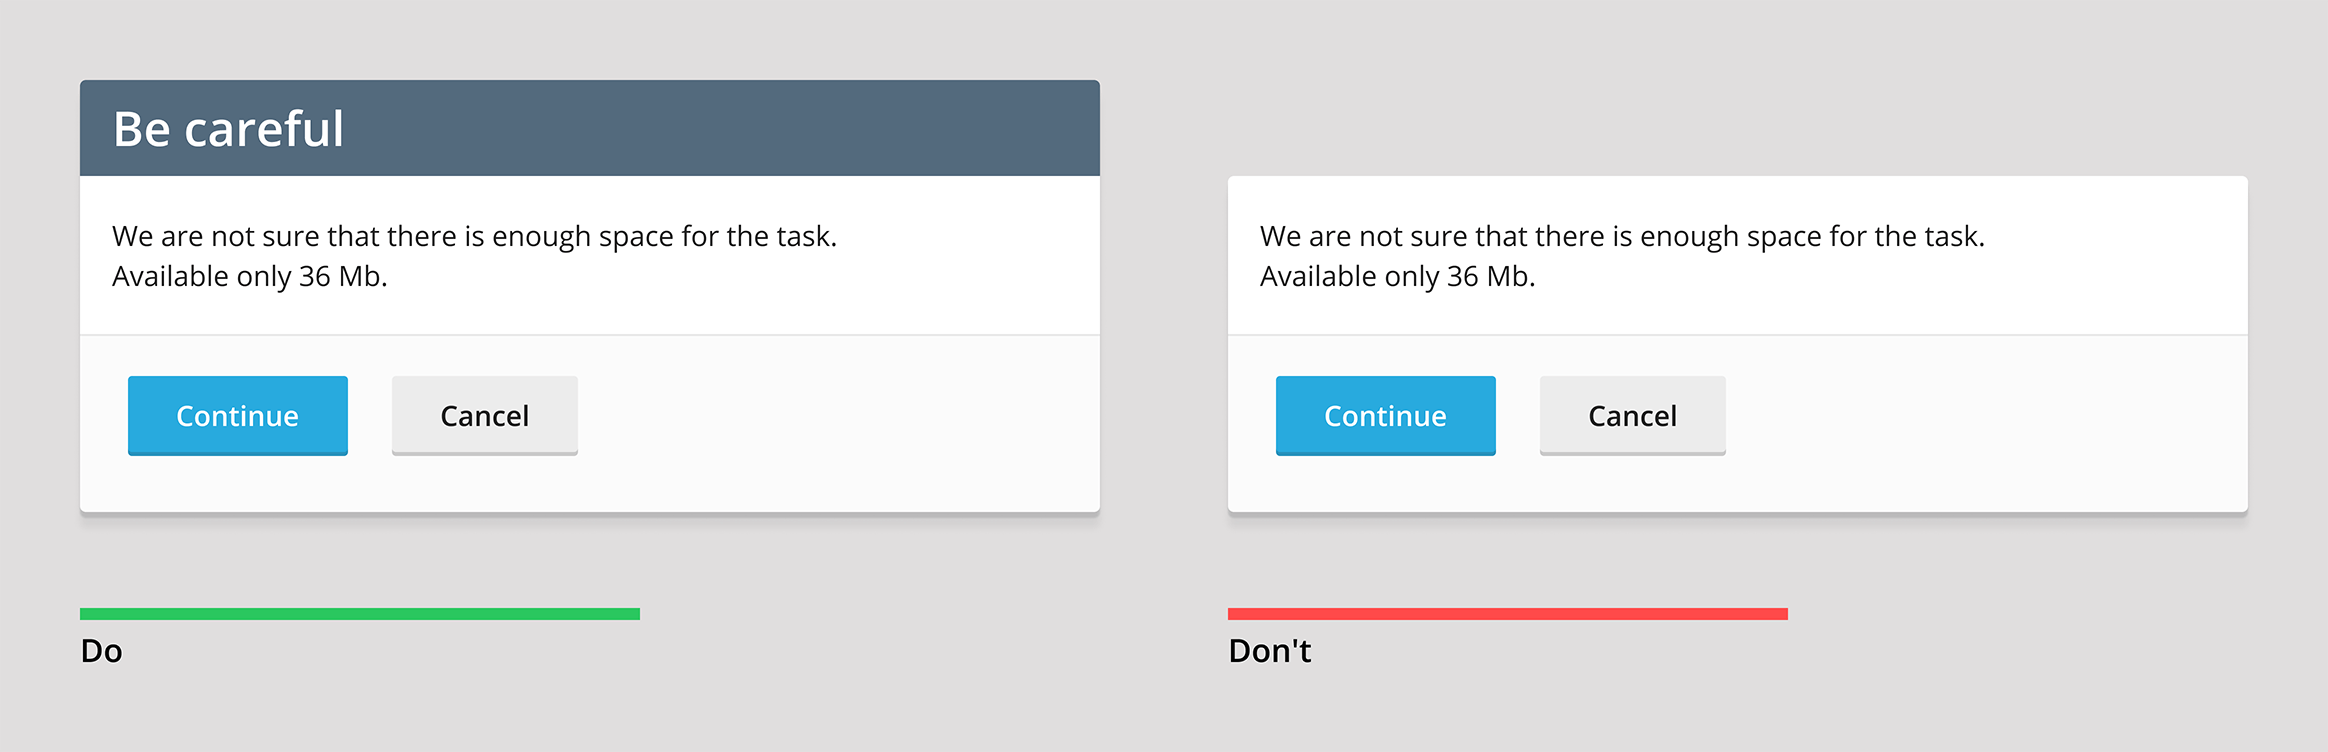 Be careful
We are not sure that there is enough space for the task.
Available only 36 Mb.
Continue
Cancel
Do
We are not sure that there is enough space for the task.
Available only 36 Mb.
Continue
Cancel
Don't